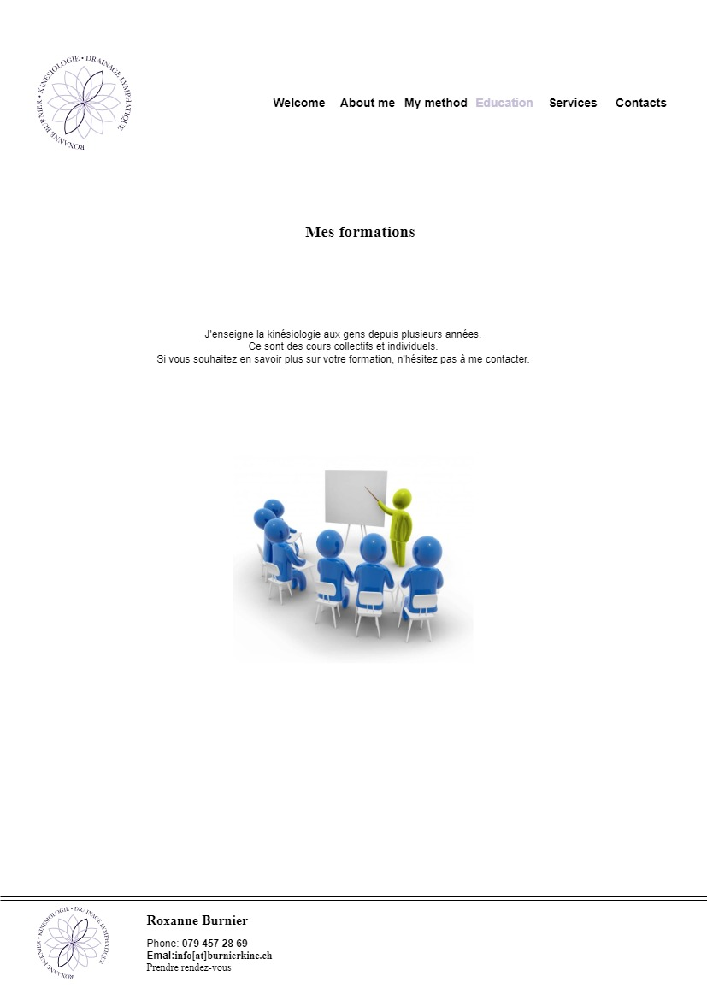 ROXANNE BURNIER • KINESIOLOGIE • DRAINAGE LYMPHATIQUE
Welcome About me My method Education Services Contacts
Mes formations
J'enseigne la kinésiologie aux gens depuis plusieurs années.
Ce sont des cours collectifs et individuels.
Si vous souhaitez en savoir plus sur votre formation, n'hésitez pas à me contacter.
ROXANNE BURNIER • KINESIOLOGIE • DRAINAGE LYMPHATIQUE
Roxanne Burnier
Phone: 079 457 28 69
Emal:info[at]burnierkine.ch
Prendre rendez-vous